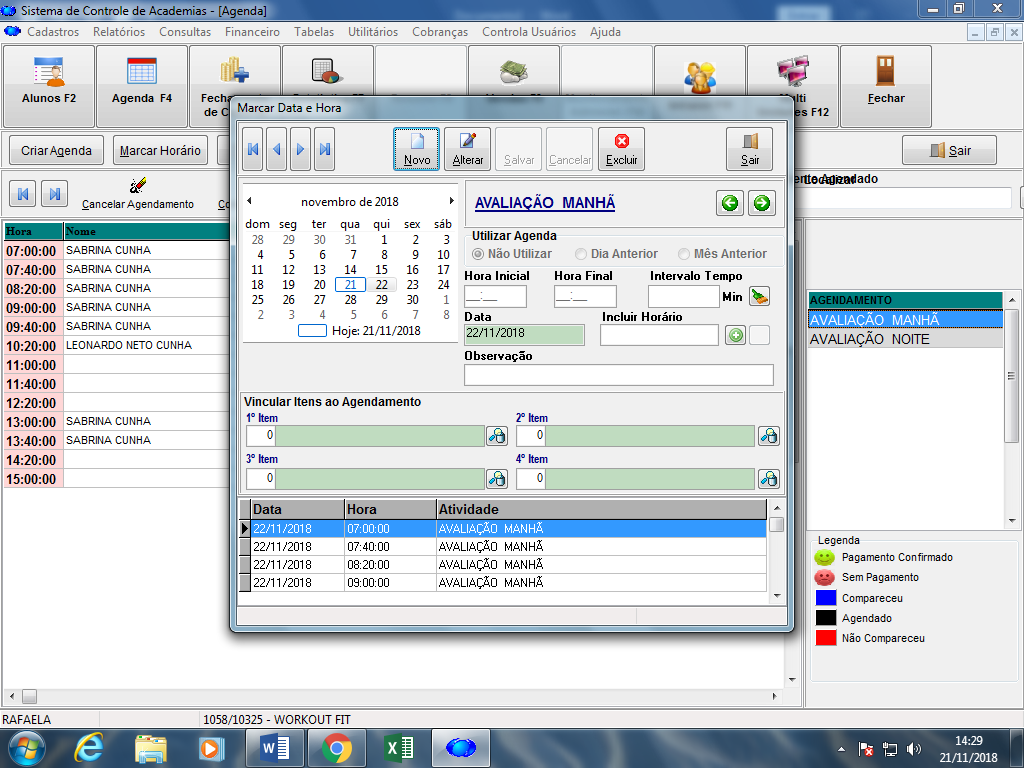 Sistema de Controle de Academias - [Agenda]
Cadastros Relatórios Consultas Financeiro Tabelas Utilitários Cobranças Controla Usuários Ajuda
Alunos F2
Agenda F4
Multi
F12
Fechar
Criar Agenda
Marcar Horário
Sair
Cancelar Agendamento
Localizar
Agendado
Hora Nome
07:00:00 SABRINA CUNHA
07:40:00 SABRINA CUNHA
08:20:00 SABRINA CUNHA
09:00:00 SABRINA CUNHA
09:40:00 SABRINA CUNHA
10:20:00 LEONARDO NETO CUNHA
11:00:00
11:40:00
12:20:00
13:00:00 SABRINA CUNHA
13:40:00 SABRINA CUNHA
14:20:00
15:00:00
Marcar Data e Hora
Novo Alterar Salvar Cancelar Excluir Sair
novembro de 2018
dom seg ter qua qui sex sáb
28 29 30 31 1 2 3
4 5 6 7 8 9 10
11 12 13 14 15 16 17
18 19 20 21 22 23 24
25 26 27 28 29 30 1
2 3 4 5 6 7 8
Hoje: 21/11/2018
AVALIAÇÃO MANHÃ
Utilizar Agenda
Não Utilizar Dia Anterior Mês Anterior
Hora Inicial Hora Final Intervalo Tempo
__:__ __:__ Min
Data Incluir Horário
22/11/2018
Observação
Vincular Itens ao Agendamento
1º Item 2º Item
0 0
3º Item 4º Item
0 0
Data Hora Atividade
22/11/2018 07:00:00 AVALIAÇÃO MANHÃ
22/11/2018 07:40:00 AVALIAÇÃO MANHÃ
22/11/2018 08:20:00 AVALIAÇÃO MANHÃ
22/11/2018 09:00:00 AVALIAÇÃO MANHÃ
AGENDAMENTO
AVALIAÇÃO MANHÃ
AVALIAÇÃO NOITE
Legenda
Pagamento Confirmado
Sem Pagamento
Compareceu
Agendado
Não Compareceu
RAFAELA 1058/10325 - WORKOUT FIT
14:29
21/11/2018